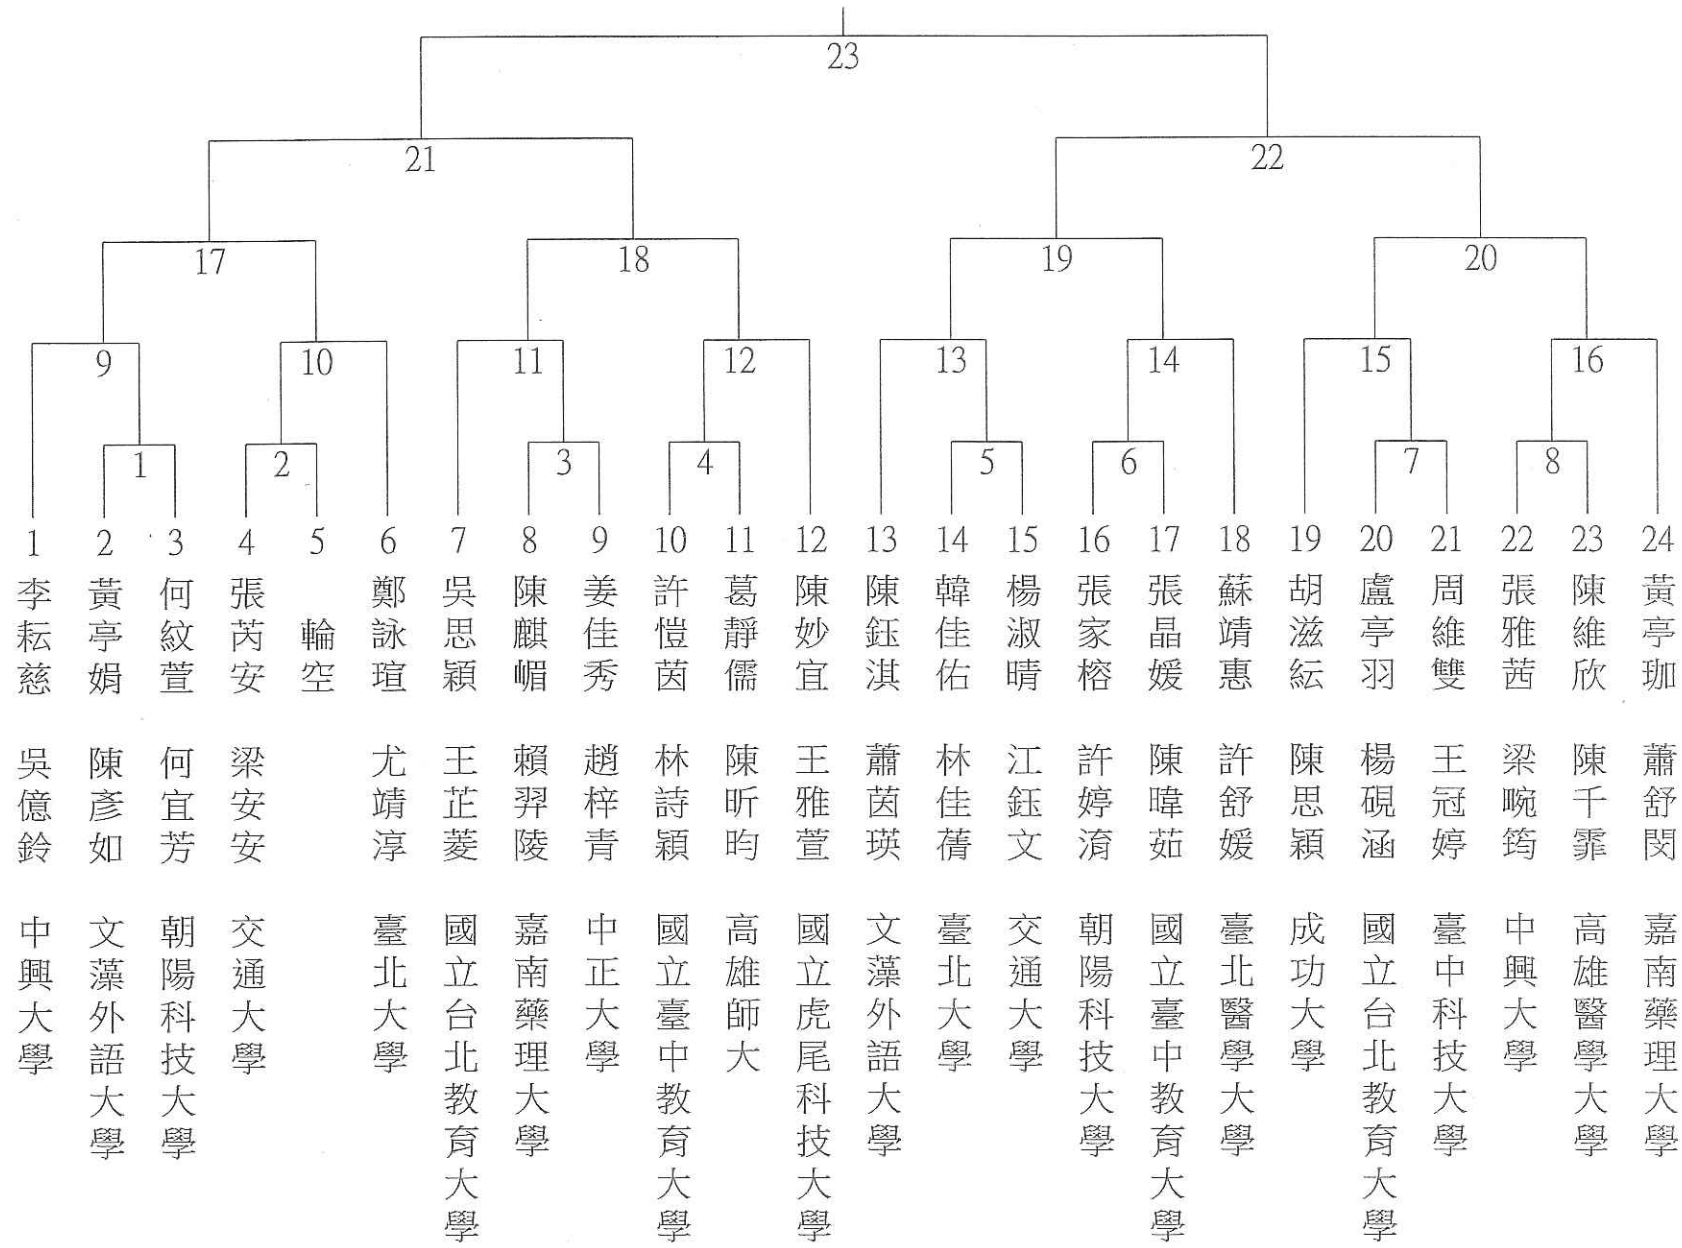 23
21
22
17
18
19
20
9
10
11
12
13
14
15
16
1
2
3
4
5
6
7
8
1 2 3 4 5 6 7 8 9 10 11 12 13 14 15 16 17 18 19 20 21 22 23 24
李耘慈 吳億鈴 中興大學
黃亭娟 陳彥如 文藻外語大學
何紋萱 何宜芳 朝陽科技大學
張芮安 梁安安 交通大學
輪空
鄭詠瑄 尤靖淳 臺北大學
吳思穎 王芷菱 國立台北教育大學
陳麒嵋 賴羿陵 嘉南藥理大學
姜佳秀 趙梓青 中正大學
許愷茵 林詩穎 國立臺中教育大學
葛靜儒 陳昕昀 高雄師大
陳妙宜 王雅萱 國立虎尾科技大學
陳鈺淇 蕭茵瑛 文藻外語大學
韓佳佑 林佳蒨 臺北大學
楊淑晴 江鈺文 交通大學
張家榕 許婷淯 朝陽科技大學
張晶媛 陳暐茹 國立臺中教育大學
蘇靖惠 許舒媛 臺北醫學大學
胡滋紜 陳思穎 成功大學
盧亭羽 楊硯涵 國立台北教育大學
周維雙 王冠婷 臺中科技大學
張雅茜 梁畹筠 中興大學
陳維欣 陳千霏 高雄醫學大學
黃亭珈 蕭舒閔 嘉南藥理大學